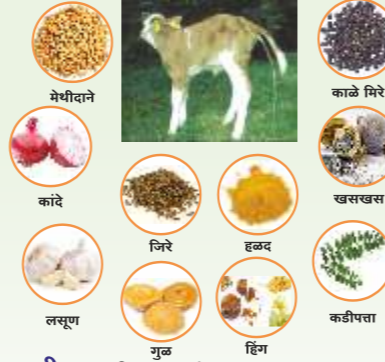 मेथीदाने
काळे मिरे
कांदे
जिरे
हळद
खसखस
लसूण
गुळ
हिंग
कडीपत्ता